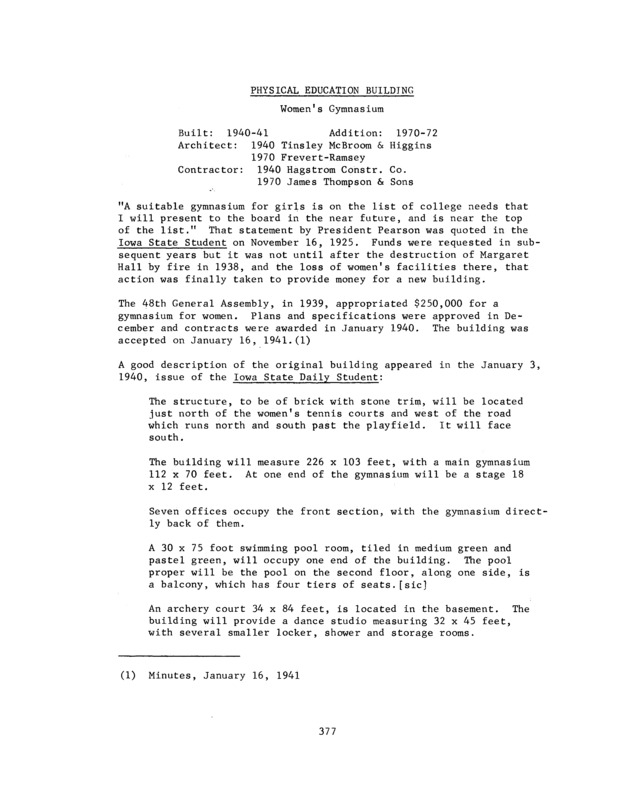 PHYSICAL EDUCATION BUILDING
Women's Gymnasium
Built: 1940-41 Addition: 1970-72
Architect: 1940 Tinsley McBroom & Higgins
1970 Frevert-Ramsey
Contractor: 1940 Hagstrom Constr. Co.
1970 James Thompson & Sons
"A suitable gymnasium for girls is on the list of college needs that
I will present to the board in the near future, and is near the top
of the list." That statement by President Pearson was quoted in the
Iowa State Student on November 16, 1925. Funds were requested in sub-
sequent years but it was not until after the destruction of Margaret
Hall by fire in 1938, and the loss of women's facilities there, that
action was finally taken to provide money for a new building.
The 48th General Assembly, in 1939, appropriated $250,000 for a
gymnasium for women. Plans and specifications were approved in De-
cember and contracts were awarded in January 1940. The building was
accepted on January 16, 1941.(1)
A good description of the original building appeared in the January 3,
1940, issue of the Iowa State Daily Student:
The structure, to be of brick with stone trim, will be located
just north of the women's tennis courts and west of the road
which runs north and south past the playfield. It will face
south.
The building will measure 226 x 103 feet, with a main gymnasium
112 x 70 feet. At one end of the gymnasium will be a stage 18
x 12 feet.
Seven offices occupy the front section, with the gymnasium direct-
ly back of them.
A 30 x 75 foot swimming pool room, tiled in medium green and
pastel green, will occupy one end of the building. The pool
proper will be the pool on the second floor, along one side, is
a balcony, which has four tiers of seats.[sic]
An archery court 34 x 84 feet, is located in the basement. The
building will provide a dance studio measuring 32 x 45 feet,
with several smaller locker, shower and storage rooms.
(1) Minutes, January 16, 1941
377